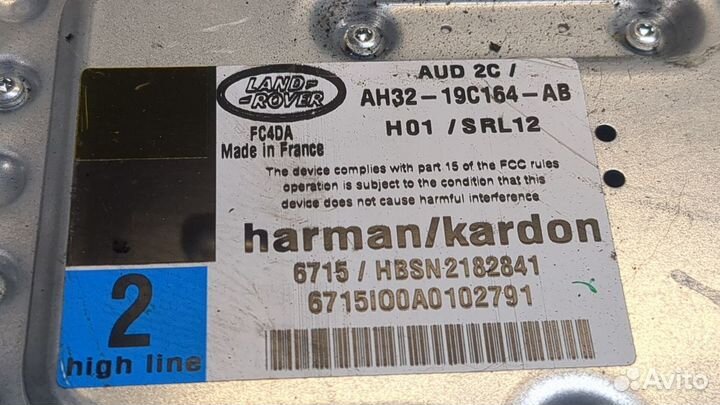 LAND-
-ROVER
FC4DA
Made in France
AUD 2C /
AH32-19C164-AB
H01 / SRL12
The device complies with part 15 of the FCC rules
operation is subject to the condition that this
device does not cause harmful interference
harman/kardon
6715 / HBSN2182841
6715I00A0102791
2
high line
Avito